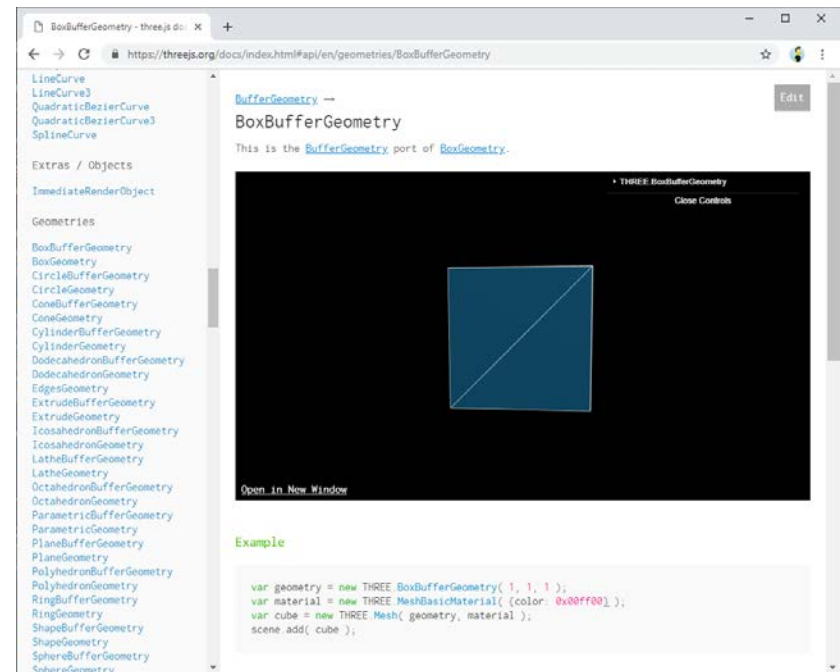 BoxBufferGeometry - three.js do
https://threejs.org/docs/index.html#api/en/geometries/BoxBufferGeometry
LineCurve
LineCurve3
QuadraticBezierCurve
QuadraticBezierCurve3
SplineCurve
Extras / Objects
ImmediateRenderObject
Geometries
BoxBufferGeometry
BoxGeometry
CircleBufferGeometry
CircleGeometry
ConeBufferGeometry
ConeGeometry
CylinderBufferGeometry
CylinderGeometry
DodecahedronBufferGeometry
DodecahedronGeometry
EdgesGeometry
ExtrudeBufferGeometry
ExtrudeGeometry
IcosahedronBufferGeometry
IcosahedronGeometry
LatheBufferGeometry
LatheGeometry
OctahedronBufferGeometry
OctahedronGeometry
ParametricBufferGeometry
ParametricGeometry
PlaneBufferGeometry
PlaneGeometry
PolyhedronBufferGeometry
PolyhedronGeometry
RingBufferGeometry
RingGeometry
ShapeBufferGeometry
ShapeGeometry
SphereBufferGeometry
SphereGeometry
BufferGeometry →
Edit
BoxBufferGeometry
This is the BufferGeometry port of BoxGeometry.
THREE.BoxBufferGeometry
Close Controls
Open in New Window
Example
var geometry = new THREE.BoxBufferGeometry( 1, 1, 1 );
var material = new THREE.MeshBasicMaterial( {color: 0x00ff00} );
var cube = new THREE.Mesh( geometry, material );
scene.add( cube );